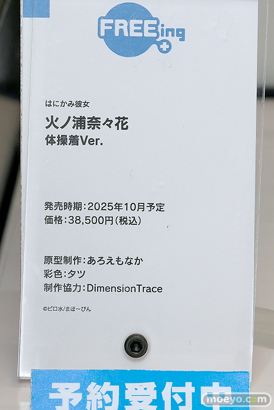 FREEing
はにかみ彼女
火ノ浦奈々花
体操着Ver.
発売時期：2025年10月予定
価格：38,500円（税込）
原型制作：あろえもなか
彩色：タツ
制作協力：DimensionTrace
©ピロ水/まほーびん
予約受付中
moeyo.com